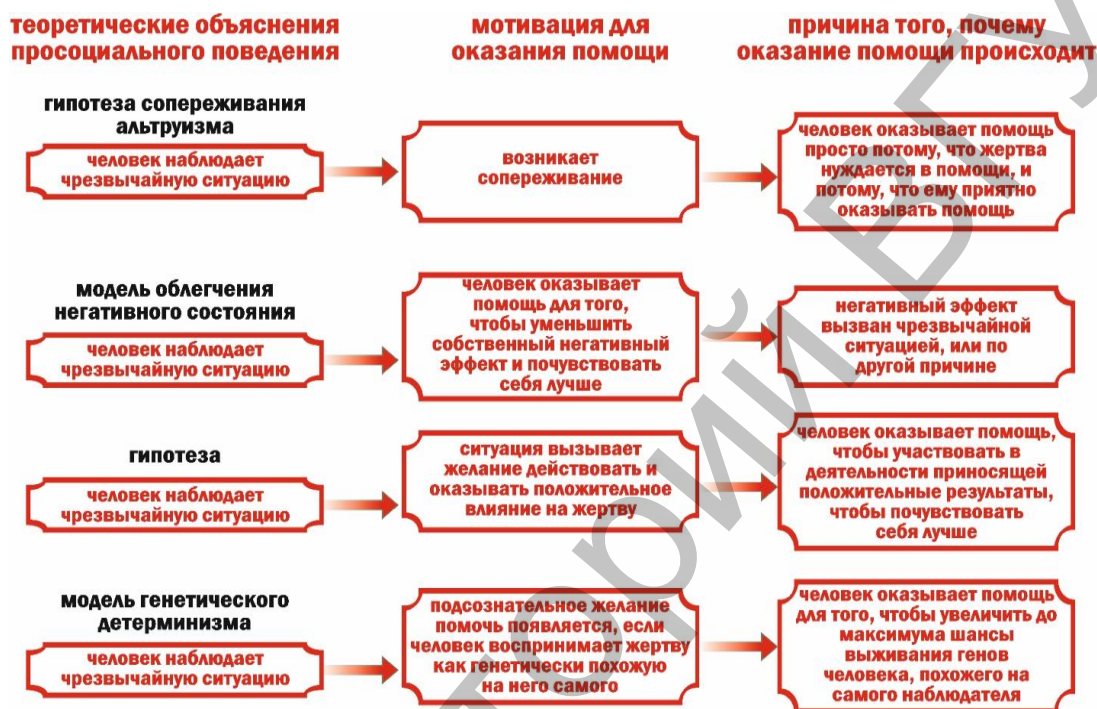 теоретические объяснения
просоциального поведения
мотивация для
оказания помощи
причина того, почему
оказание помощи происходит
гипотеза сопереживания
альтруизма
человек наблюдает
чрезвычайную ситуацию
возникает
сопереживание
человек оказывает помощь
просто потому, что жертва
нуждается в помощи, и
потому, что ему приятно
оказывать помощь
модель облегчения
негативного состояния
человек наблюдает
чрезвычайную ситуацию
человек оказывает
помощь для того,
чтобы уменьшить
собственный негативный
эффект и почувствовать
себя лучше
негативный эффект
вызван чрезвычайной
ситуацией, или по
другой причине
гипотеза
человек наблюдает
чрезвычайную ситуацию
ситуация вызывает
желание действовать и
оказывать положительное
влияние на жертву
человек оказывает помощь,
чтобы участвовать в
деятельности приносящей
положительные результаты,
чтобы почувствовать
себя лучше
модель генетического
детерминизма
человек наблюдает
чрезвычайную ситуацию
подсознательное желание
помочь появляется, если
человек воспринимает жертву
как генетически похожую
на него самого
человек оказывает помощь
для того, чтобы увеличить до
максимума шансы
выживания генов
человека, похожего на
самого наблюдателя
торий ВГУ